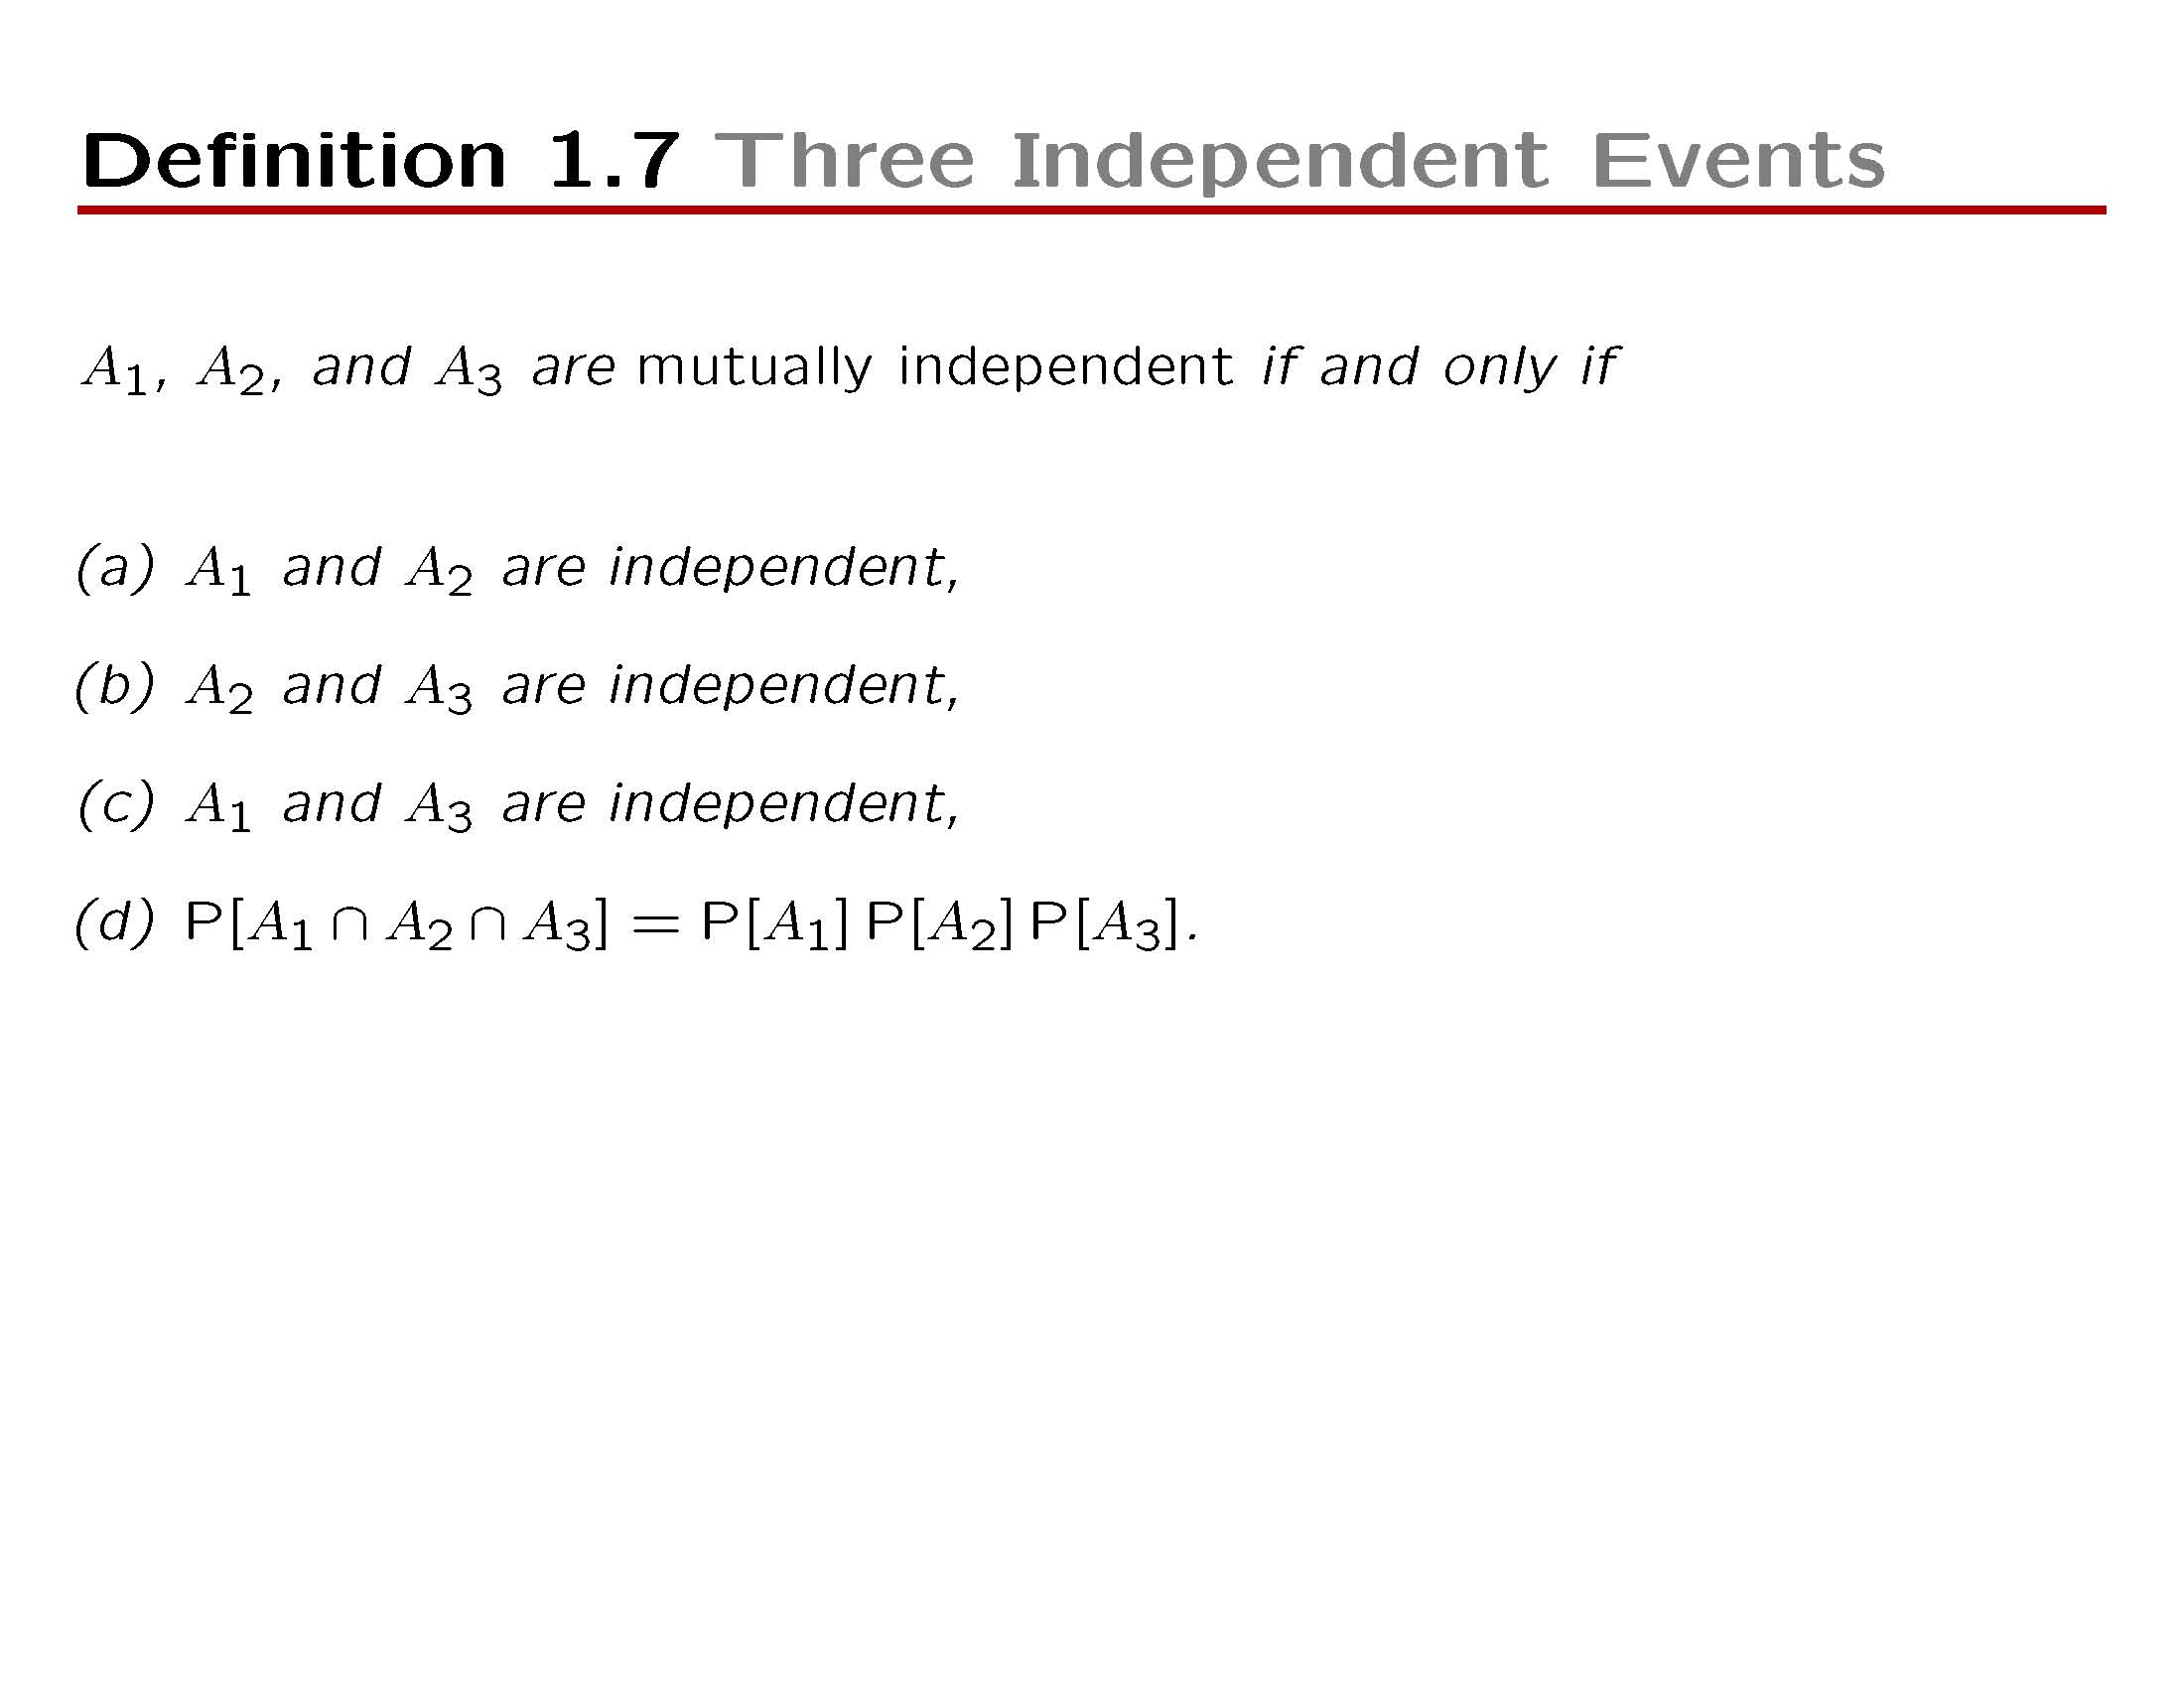 Definition 1.7 Three Independent Events
A₁, A₂, and A₃ are mutually independent if and only if
(a) A₁ and A₂ are independent,
(b) A₂ and A₃ are independent,
(c) A₁ and A₃ are independent,
(d) P[A₁ ∩ A₂ ∩ A₃] = P[A₁] P[A₂] P[A₃].